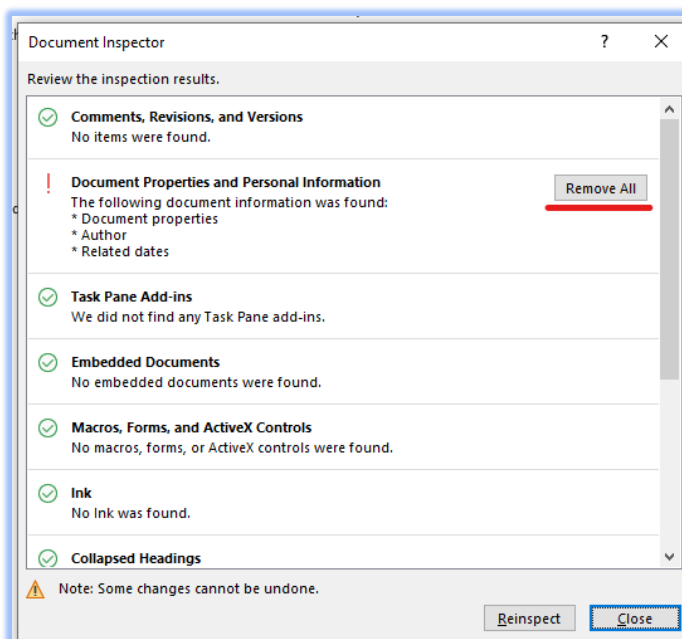 Document Inspector
?
Review the inspection results.
Comments, Revisions, and Versions
No items were found.
!
Document Properties and Personal Information
Remove All
The following document information was found:
* Document properties
* Author
* Related dates
Task Pane Add-ins
We did not find any Task Pane add-ins.
Embedded Documents
No embedded documents were found.
Macros, Forms, and ActiveX Controls
No macros, forms, or ActiveX controls were found.
Ink
No Ink was found.
Collapsed Headings
Note: Some changes cannot be undone.
Reinspect
Close